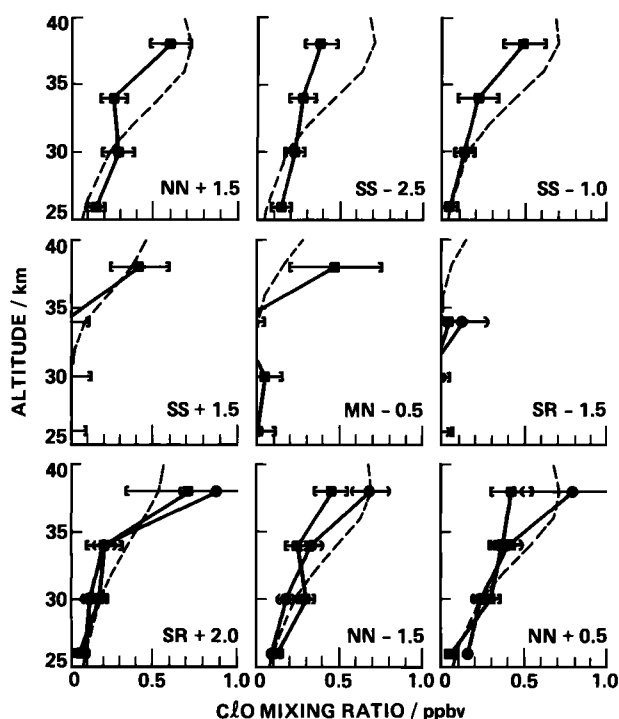 40
35
30
25
NN + 1.5
SS – 2.5
SS – 1.0
40
35
30
25
SS + 1.5
MN – 0.5
SR – 1.5
40
35
30
25
SR + 2.0
NN – 1.5
NN + 0.5
0 0.5 1.0 0 0.5 1.0 0 0.5 1.0
ALTITUDE / km
CℓO MIXING RATIO / ppbv